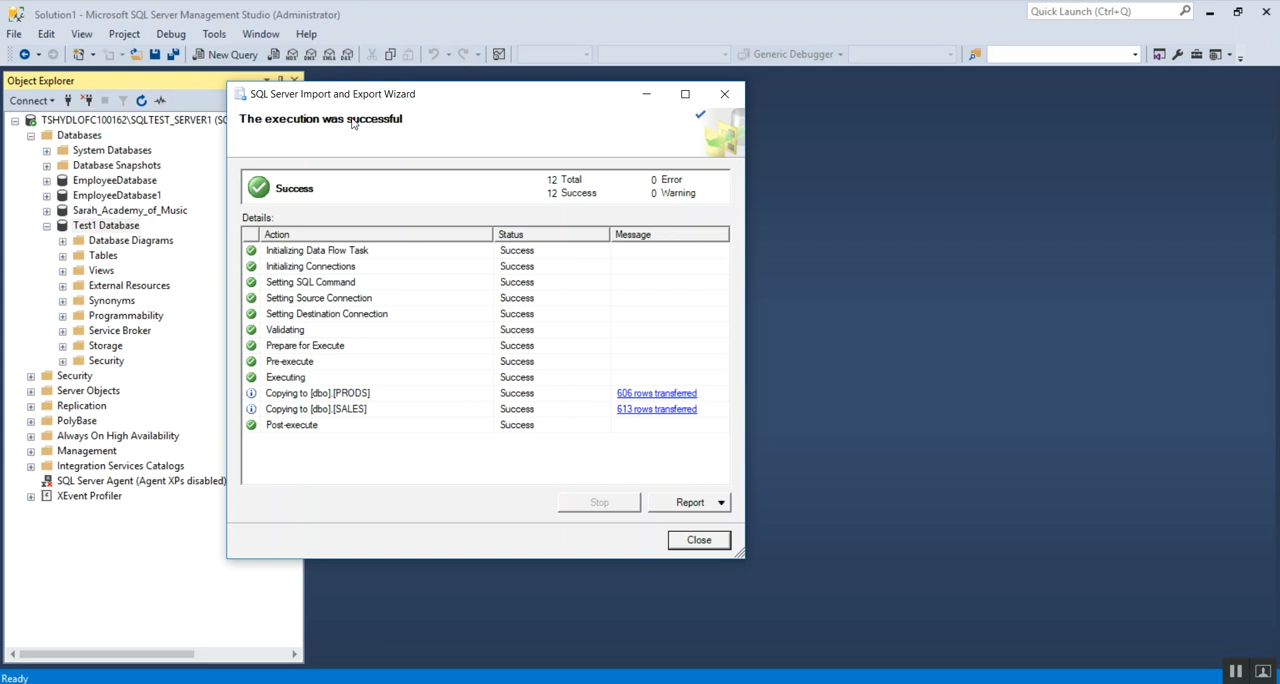 Solution1 - Microsoft SQL Server Management Studio (Administrator)
Quick Launch (Ctrl+Q)
File Edit View Project Debug Tools Window Help
New Query
Generic Debugger
Object Explorer
Connect
TSHYDLOFC100162\SQLTEST_SERVER1 (SQ
Databases
System Databases
Database Snapshots
EmployeeDatabase
EmployeeDatabase1
Sarah_Academy_of_Music
Test1 Database
Database Diagrams
Tables
Views
External Resources
Synonyms
Programmability
Service Broker
Storage
Security
Security
Server Objects
Replication
PolyBase
Always On High Availability
Management
Integration Services Catalogs
SQL Server Agent (Agent XPs disabled)
XEvent Profiler
SQL Server Import and Export Wizard
The execution was successful
Success
12 Total 0 Error
12 Success 0 Warning
Details:
Action Status Message
Initializing Data Flow Task Success
Initializing Connections Success
Setting SQL Command Success
Setting Source Connection Success
Setting Destination Connection Success
Validating Success
Prepare for Execute Success
Pre-execute Success
Executing Success
Copying to [dbo].[PRODS] Success 606 rows transferred
Copying to [dbo].[SALES] Success 613 rows transferred
Post-execute Success
Stop Report
Close
Ready